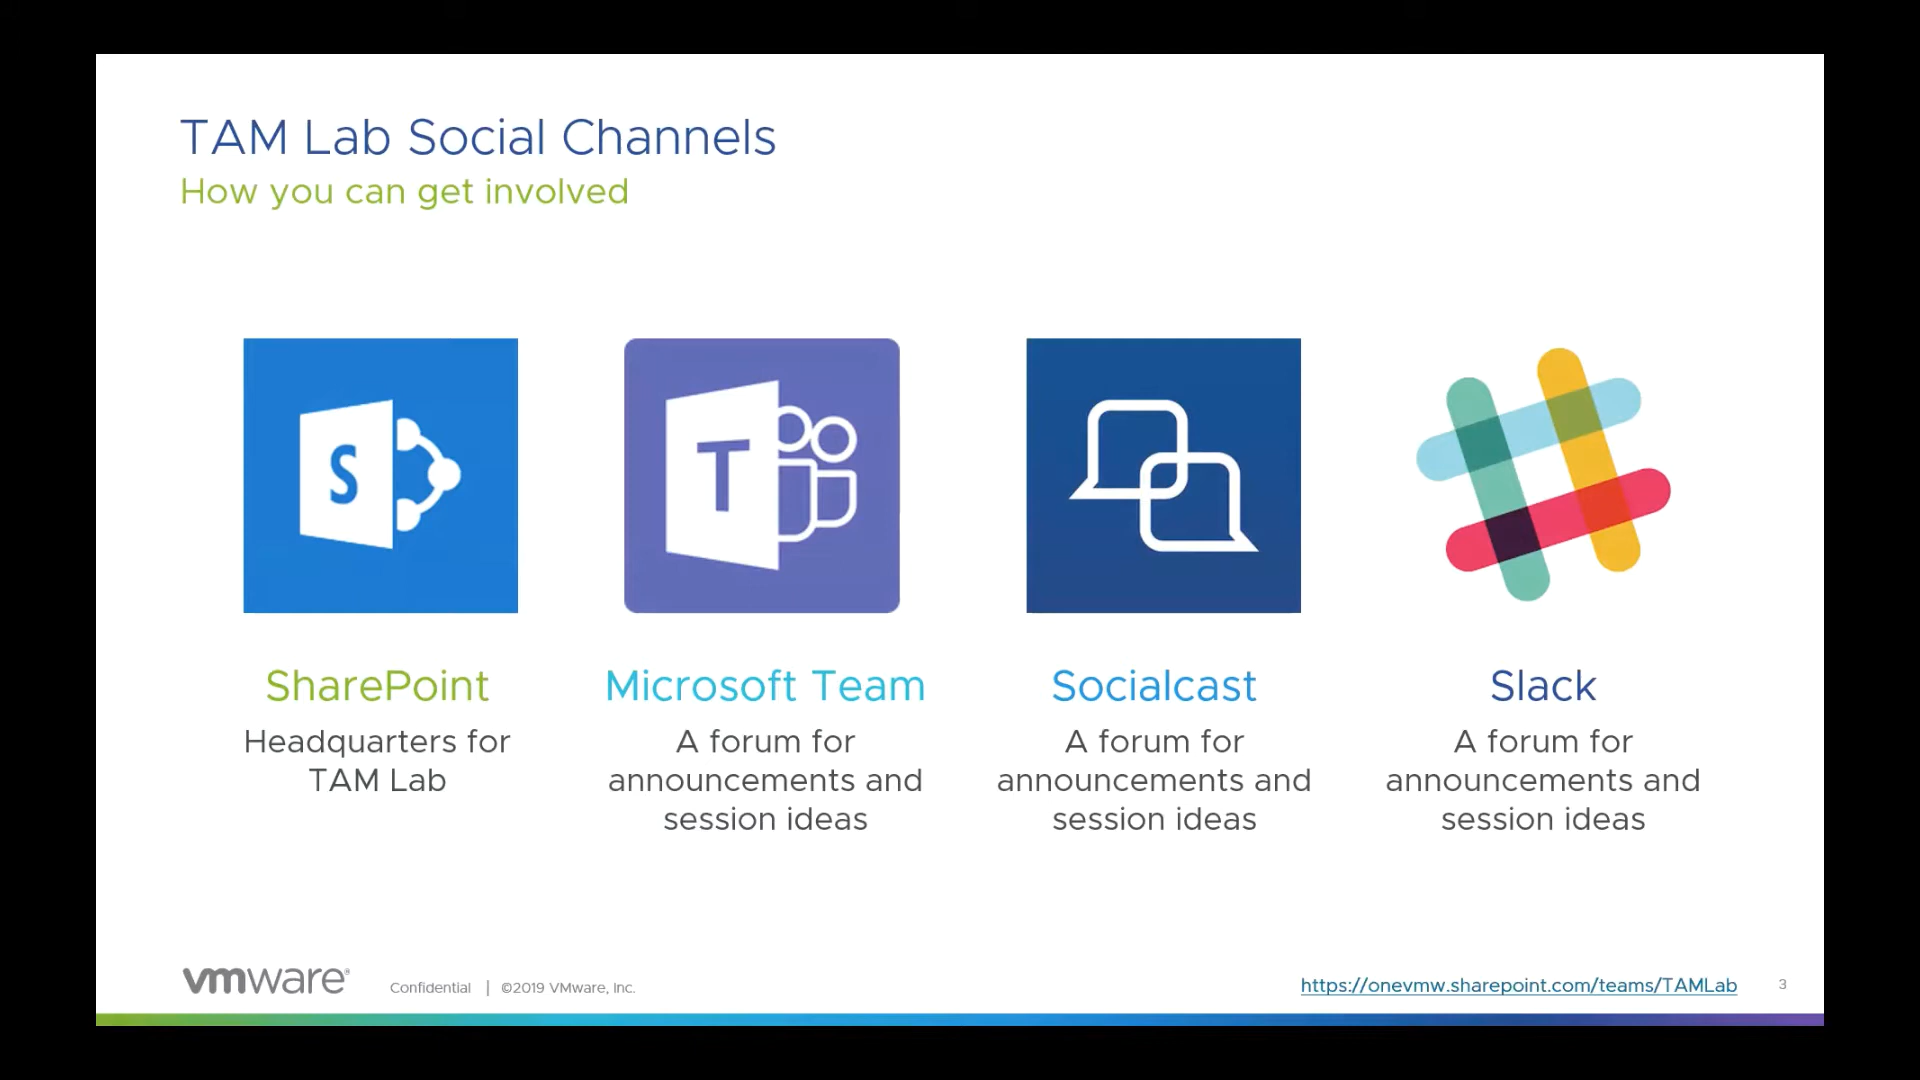 TAM Lab Social Channels
How you can get involved
S
T
SharePoint
Headquarters for
TAM Lab
Microsoft Team
A forum for
announcements and
session ideas
Socialcast
A forum for
announcements and
session ideas
Slack
A forum for
announcements and
session ideas
vmware®
Confidential | ©2019 VMware, Inc.
https://onevmw.sharepoint.com/teams/TAMLab
3